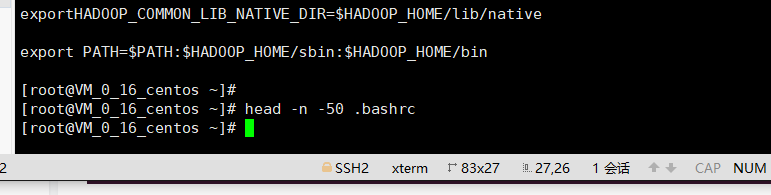 exportHADOOP_COMMON_LIB_NATIVE_DIR=$HADOOP_HOME/lib/native
export PATH=$PATH:$HADOOP_HOME/sbin:$HADOOP_HOME/bin
[root@VM_0_16_centos ~]#
[root@VM_0_16_centos ~]# head -n -50 .bashrc
[root@VM_0_16_centos ~]#
2 SSH2 xterm 83x27 27,26 1 会话 CAP NUM